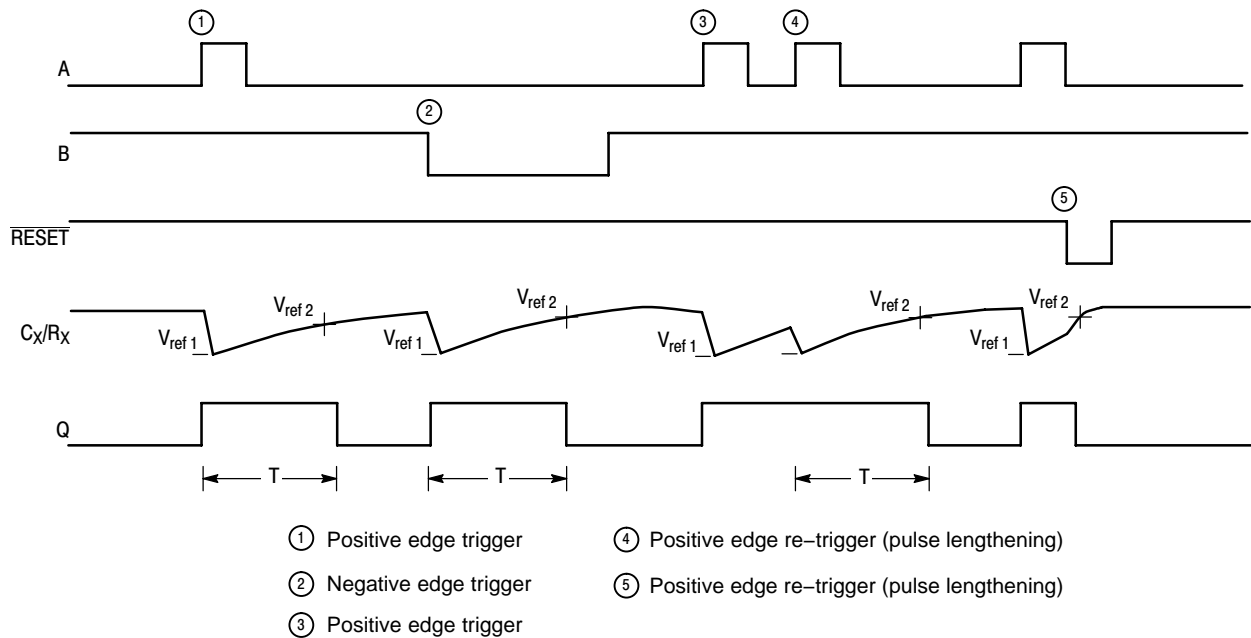 ① ③ ④
A
②
B
⑤
RESET
Vref 2 Vref 2 Vref 2 Vref 2
CX/RX
Vref 1 Vref 1 Vref 1 Vref 1
Q
T T T
① Positive edge trigger
② Negative edge trigger
③ Positive edge trigger
④ Positive edge re−trigger (pulse lengthening)
⑤ Positive edge re−trigger (pulse lengthening)